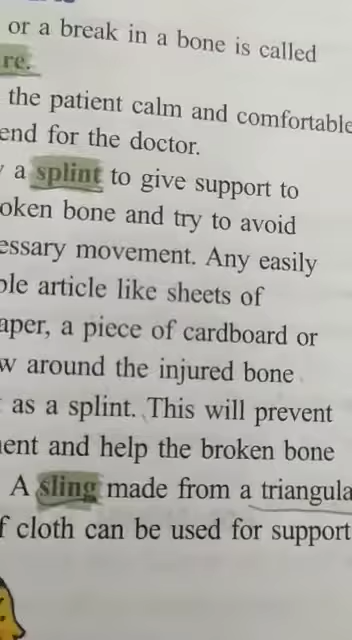 or a break in a bone is called
re.
the patient calm and comfortable
end for the doctor.
a splint to give support to
oken bone and try to avoid
essary movement. Any easily
ble article like sheets of
aper, a piece of cardboard or
w around the injured bone
as a splint. This will prevent
ent and help the broken bone
A sling made from a triangula
f cloth can be used for support